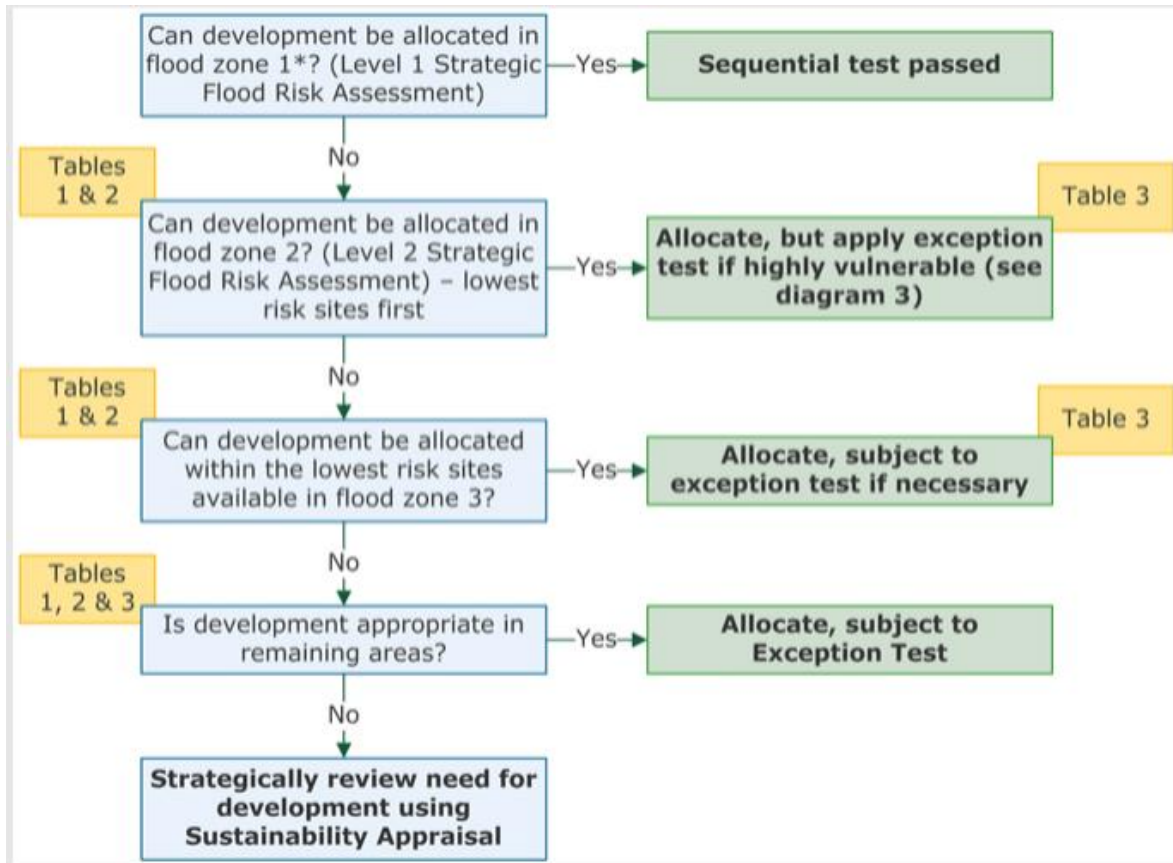 Can development be allocated in
flood zone 1*? (Level 1 Strategic
Flood Risk Assessment)
Yes
Sequential test passed
No
Tables
1 & 2
Can development be allocated in
flood zone 2? (Level 2 Strategic
Flood Risk Assessment) – lowest
risk sites first
Yes
Table 3
Allocate, but apply exception
test if highly vulnerable (see
diagram 3)
No
Tables
1 & 2
Can development be allocated
within the lowest risk sites
available in flood zone 3?
Yes
Table 3
Allocate, subject to
exception test if necessary
No
Tables
1, 2 & 3
Is development appropriate in
remaining areas?
Yes
Allocate, subject to
Exception Test
No
Strategically review need for
development using
Sustainability Appraisal